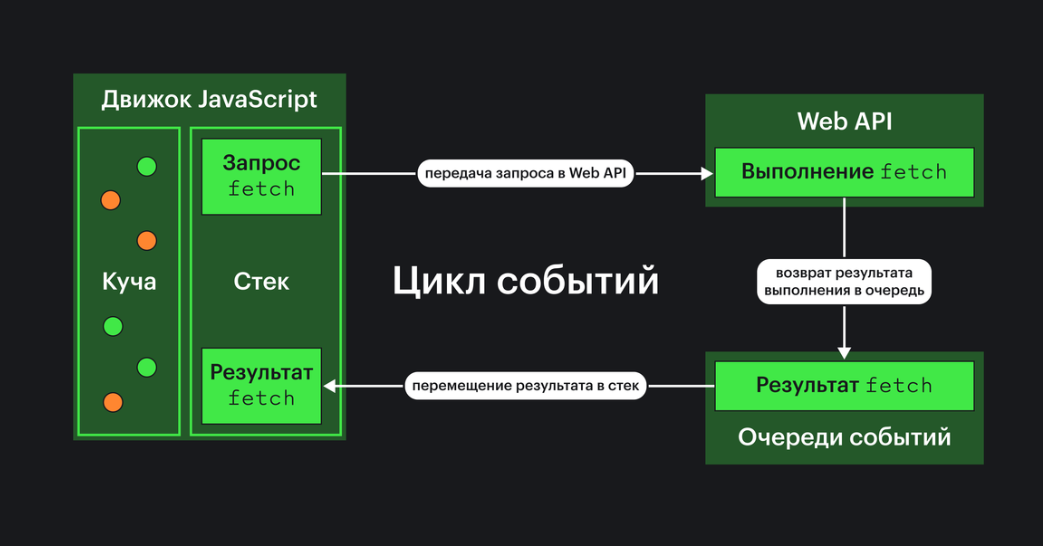 Движок JavaScript
Куча
Стек
Запрос
fetch
Результат
fetch
передача запроса в Web API
Цикл событий
перемещение результата в стек
Web API
Выполнение fetch
возврат результата
выполнения в очередь
Результат fetch
Очереди событий